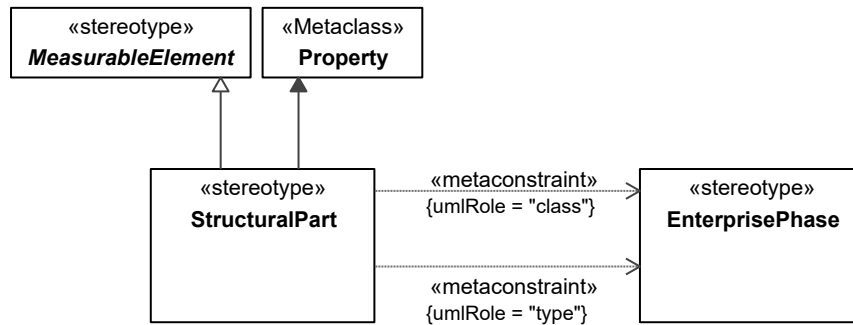 «stereotype»
MeasurableElement
«Metaclass»
Property
«stereotype»
StructuralPart
«metaconstraint»
{umlRole = "class"}
«metaconstraint»
{umlRole = "type"}
«stereotype»
EnterprisePhase